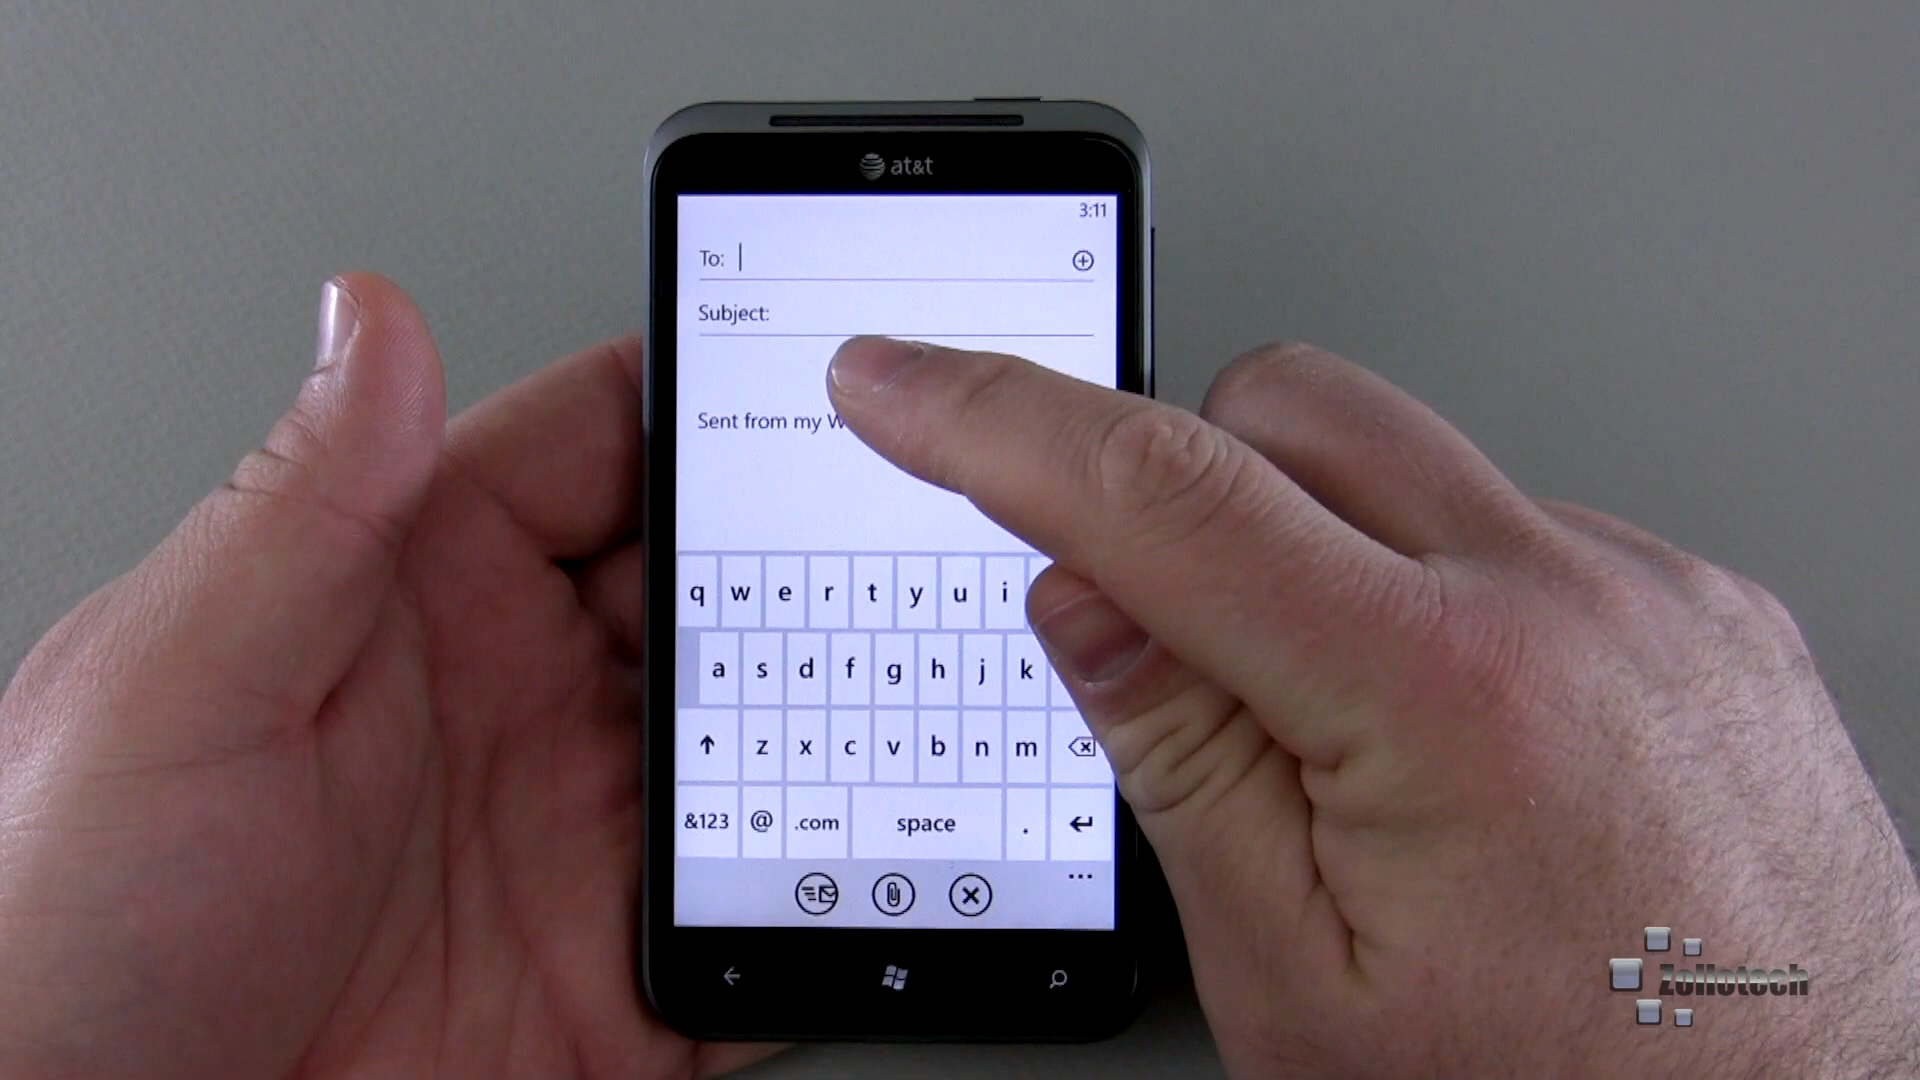 at&t
3:11
To:
Subject:
Sent from my W
q w e r t y u i
a s d f g h j k
z x c v b n m
&123 @ .com space .
Zollotech